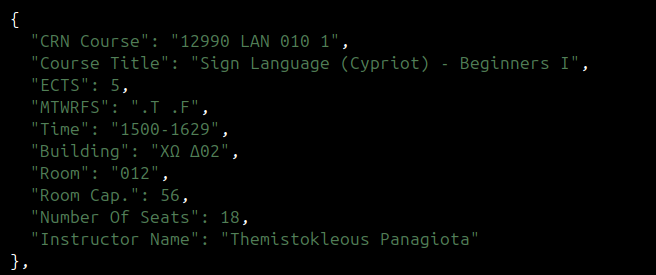 {
"CRN Course": "12990 LAN 010 1",
"Course Title": "Sign Language (Cypriot) - Beginners I",
"ECTS": 5,
"MTWRFS": ".T .F",
"Time": "1500-1629",
"Building": "ΧΩ Δ02",
"Room": "012",
"Room Cap.": 56,
"Number Of Seats": 18,
"Instructor Name": "Themistokleous Panagiota"
},